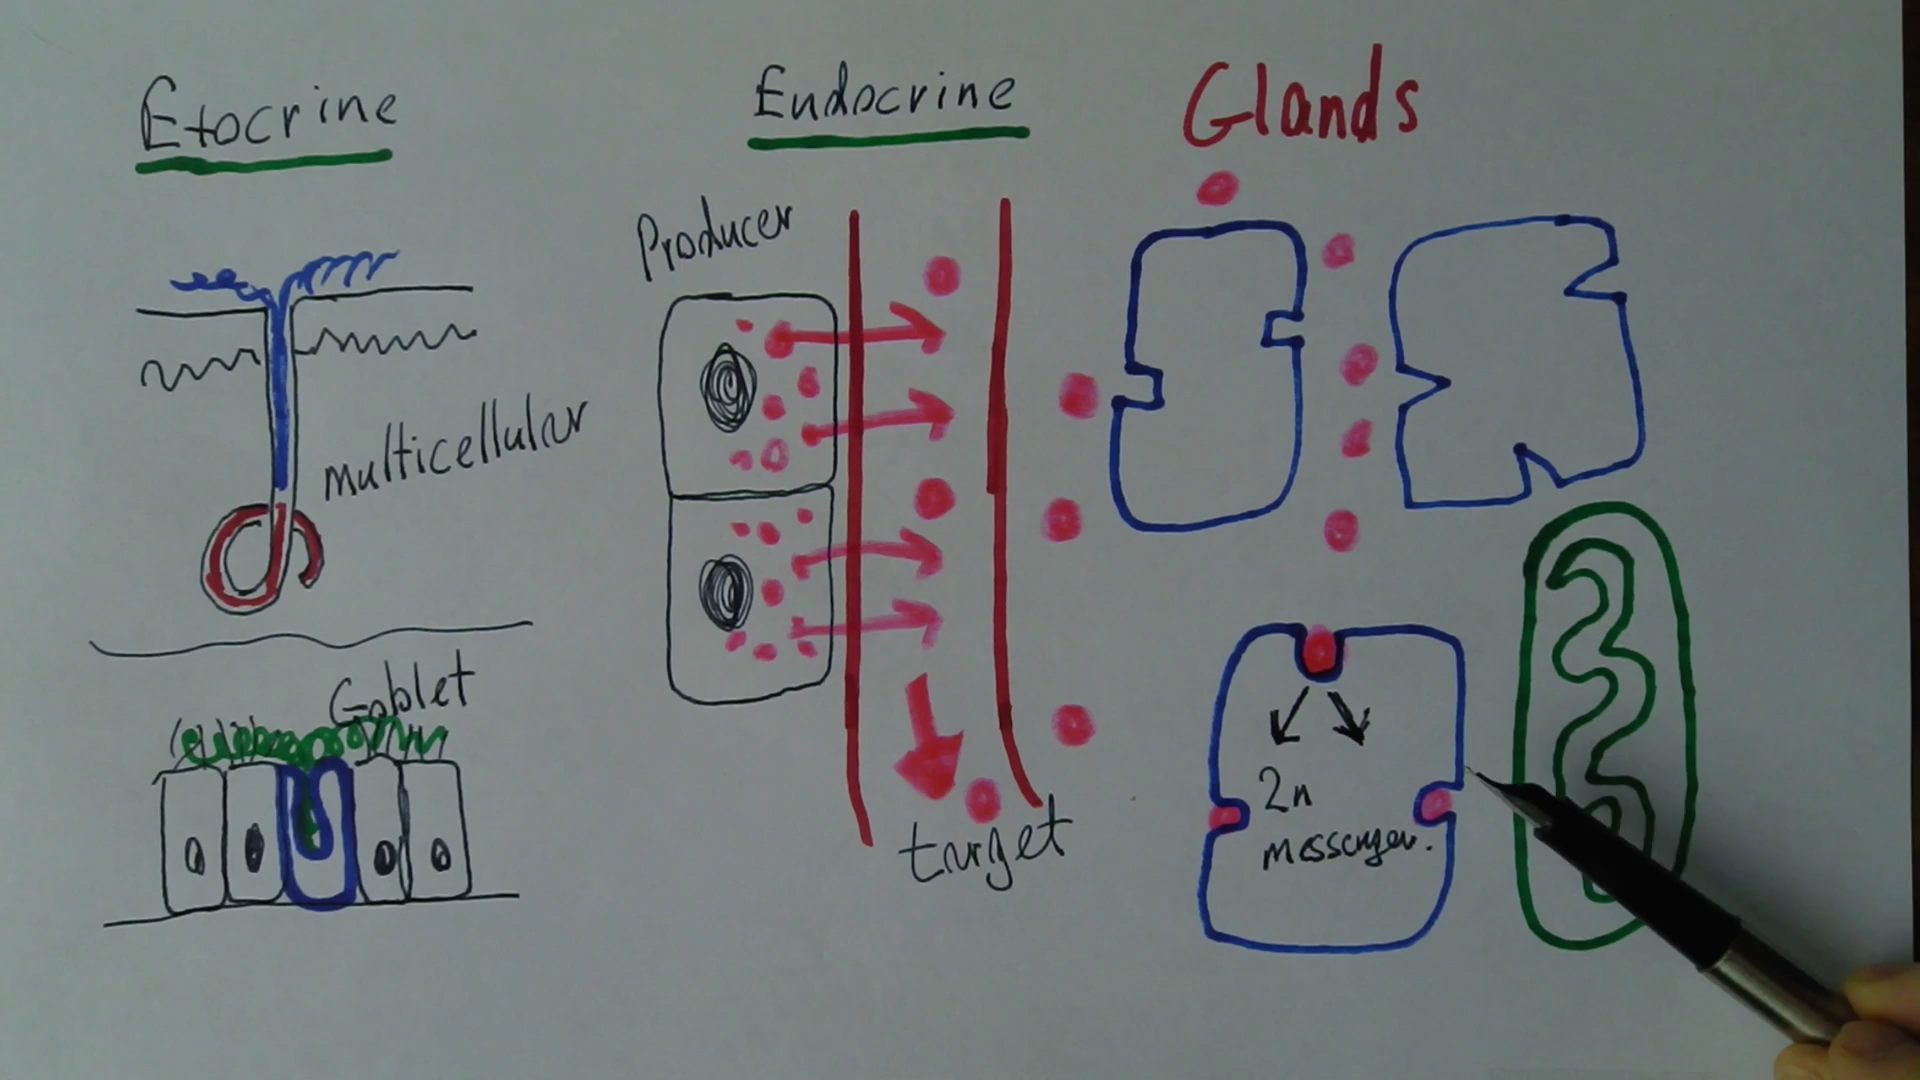 Etocrine
Endocrine
Glands
Producer
multicellular
Goblet
target
2n
messenger.